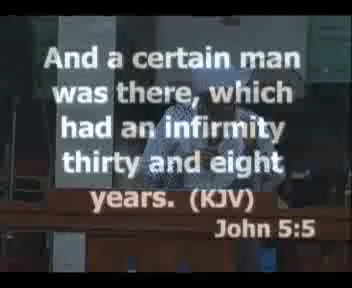 And a certain man
was there, which
had an infirmity
thirty and eight
years. (KJV)
John 5:5